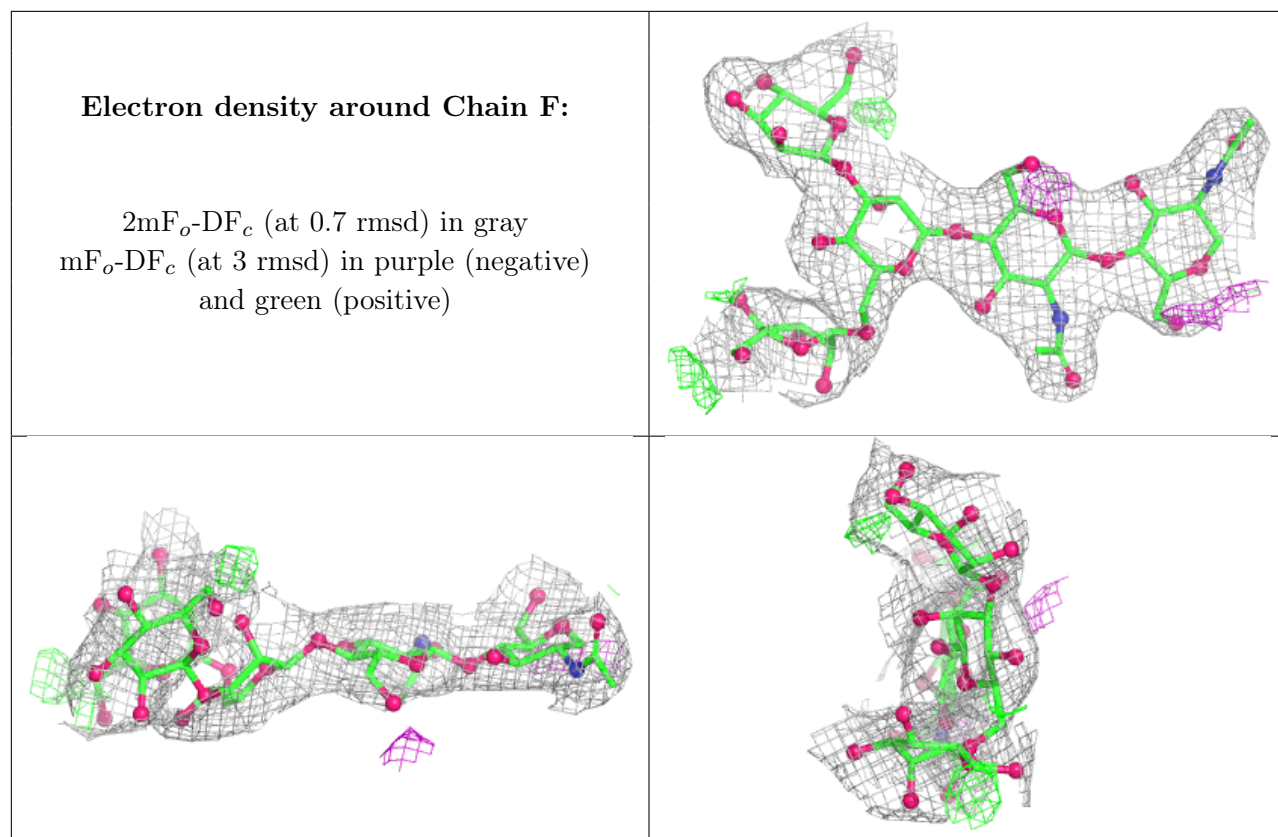 Electron density around Chain F:
2mFₒ-DF𝒸 (at 0.7 rmsd) in gray
mFₒ-DF𝒸 (at 3 rmsd) in purple (negative)
and green (positive)